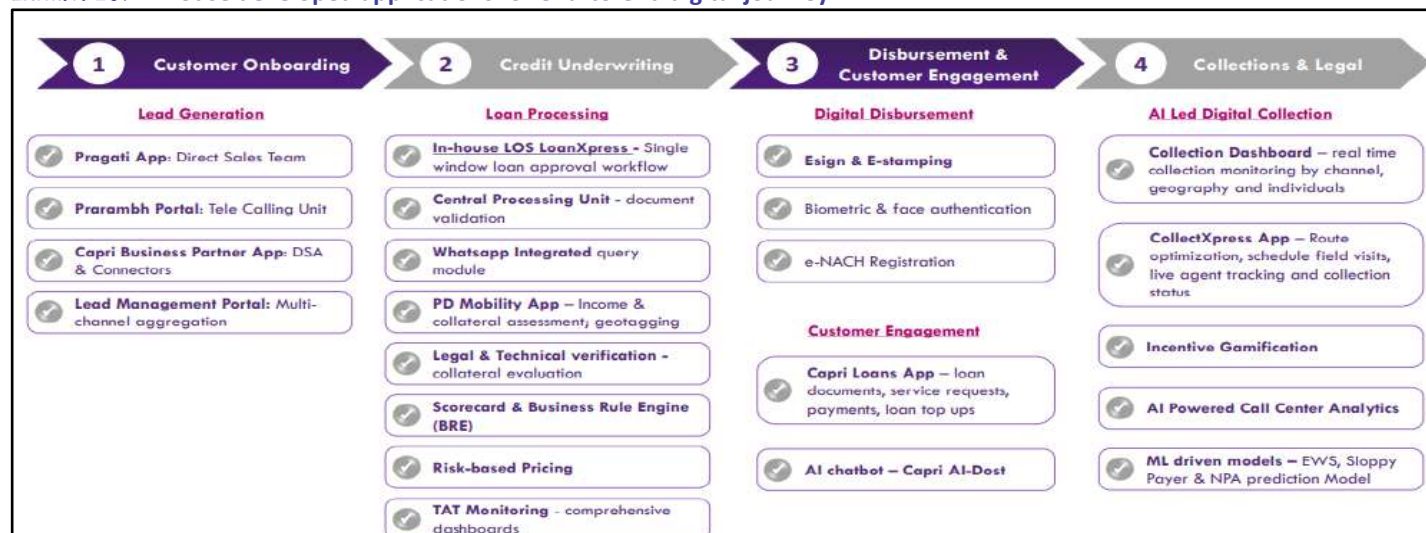 1 Customer Onboarding
2 Credit Underwriting
3 Disbursement &
Customer Engagement
4 Collections & Legal
Lead Generation
Pragati App: Direct Sales Team
Prarambh Portal: Tele Calling Unit
Capri Business Partner App: DSA
& Connectors
Lead Management Portal: Multi-
channel aggregation
Loan Processing
In-house LOS LoanXpress - Single
window loan approval workflow
Central Processing Unit - document
validation
Whatsapp Integrated query
module
PD Mobility App – Income &
collateral assessment; geotagging
Legal & Technical verification -
collateral evaluation
Scorecard & Business Rule Engine
(BRE)
Risk-based Pricing
TAT Monitoring - comprehensive
dashboards
Digital Disbursement
Esign & E-stamping
Biometric & face authentication
e-NACH Registration
Customer Engagement
Capri Loans App – loan
documents, service requests,
payments, loan top ups
AI chatbot – Capri AI-Dost
AI Led Digital Collection
Collection Dashboard – real time
collection monitoring by channel,
geography and individuals
CollectXpress App – Route
optimization, schedule field visits,
live agent tracking and collection
status
Incentive Gamification
AI Powered Call Center Analytics
ML driven models – EWS, Sloppy
Payer & NPA prediction Model